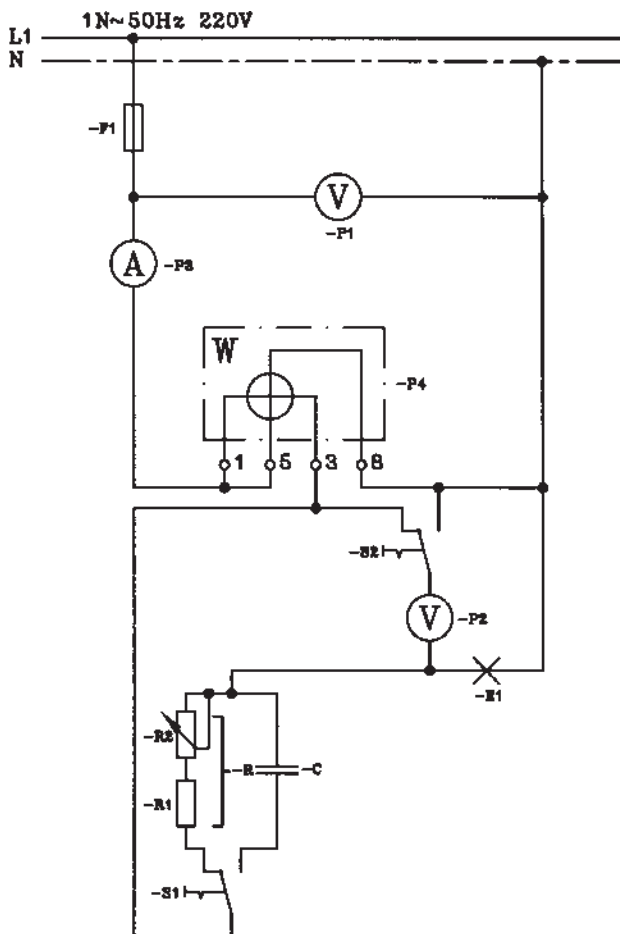 1N~50Hz 220V
L1
N
-F1
V
-P1
A
-P3
W
-P4
1 5 3 8
-S2
V
-P2
-E1
-R2
-R
-C
-R1
-S1